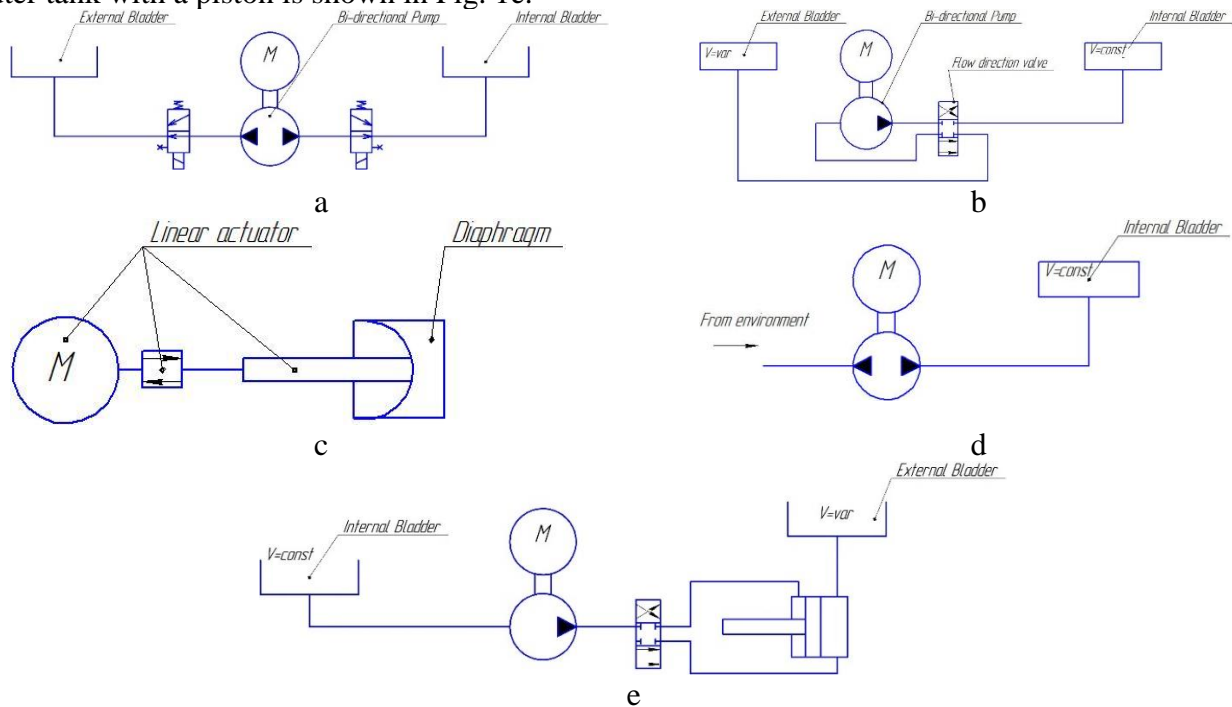 ater tank with a piston is shown in Fig. 1e.
External Bladder
Bi-directional Pump
Internal Bladder
M
a
External Bladder
Bi-directional Pump
Internal Bladder
V=var
M
Flow direction valve
V=const
b
Linear actuator
Diaphragm
M
c
Internal Bladder
V=const
M
From environment
d
External Bladder
V=var
Internal Bladder
V=const
M
e